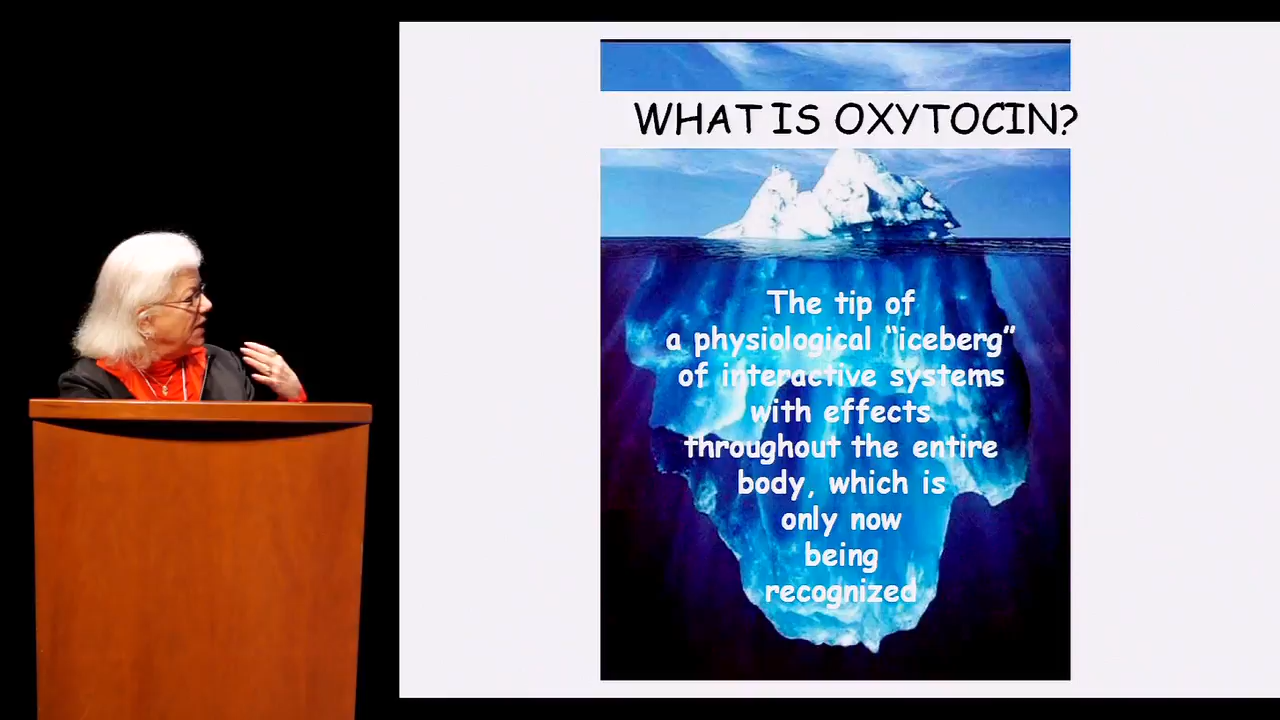 WHAT IS OXYTOCIN?
The tip of
a physiological “iceberg”
of interactive systems
with effects
throughout the entire
body, which is
only now
being
recognized